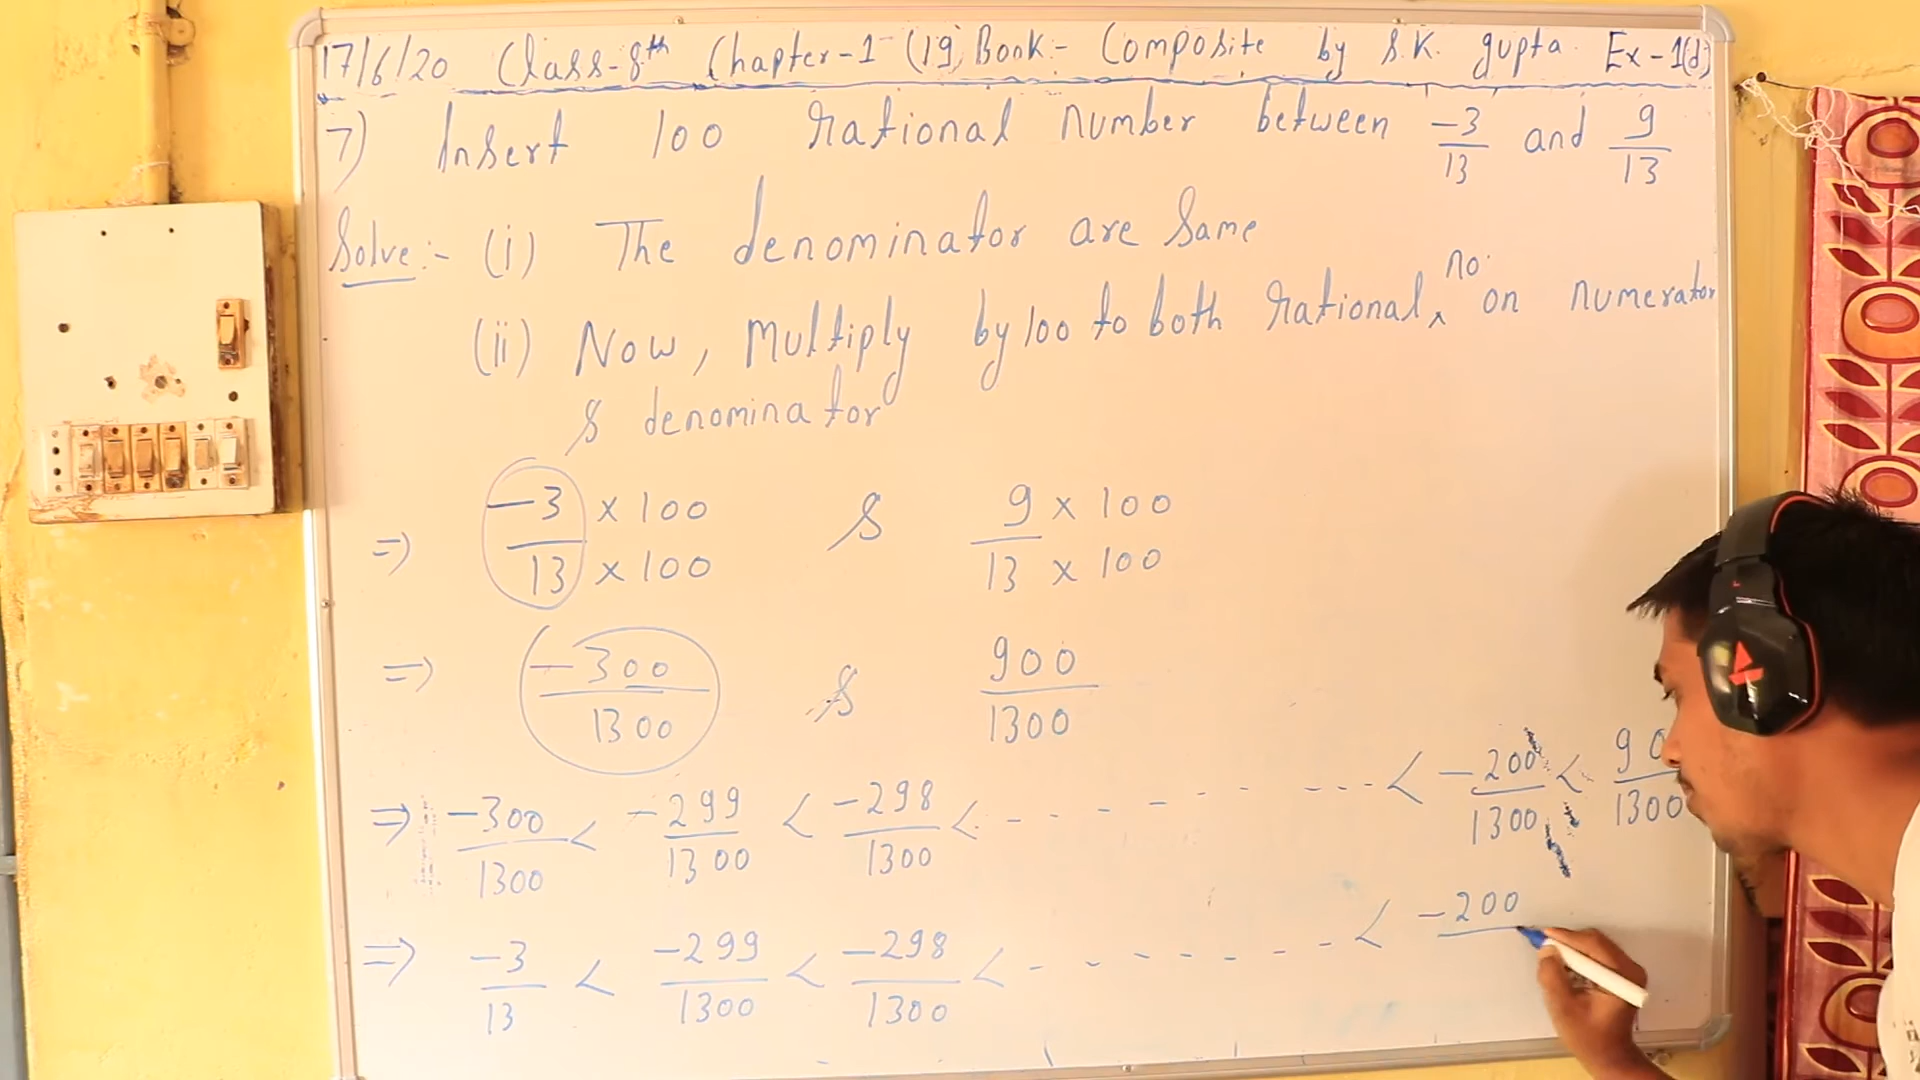 17/6/20 Class-8th Chapter-1 (19) Book:- Composite by S.K. gupta. Ex-1(d)
7) Insert 100 rational number between -3/13 and 9/13
Solve:- (i) The denominator are same
(ii) Now, Multiply by 100 to both rational, no. on numerator
& denominator
=> -3 × 100 / 13 × 100 & 9 × 100 / 13 × 100
=> -300/1300 & 900/1300
=> -300/1300 < -299/1300 < -298/1300 < - - - - - - - - < -200/1300 < 90 /1300
=> -3/13 < -299/1300 < -298/1300 < - - - - - - - < -200